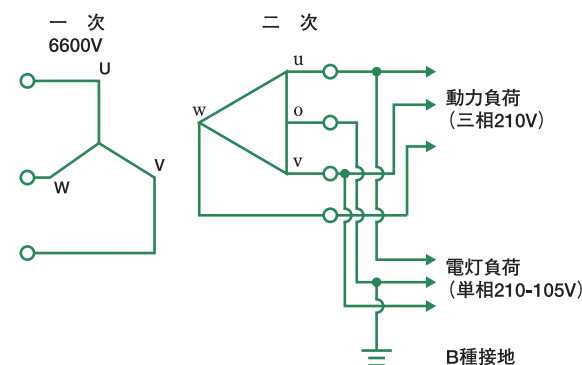 一 次
6600V
U
W
V
二 次
u
w
o
v
動力負荷
(三相210V)
電灯負荷
(単相210-105V)
B種接地